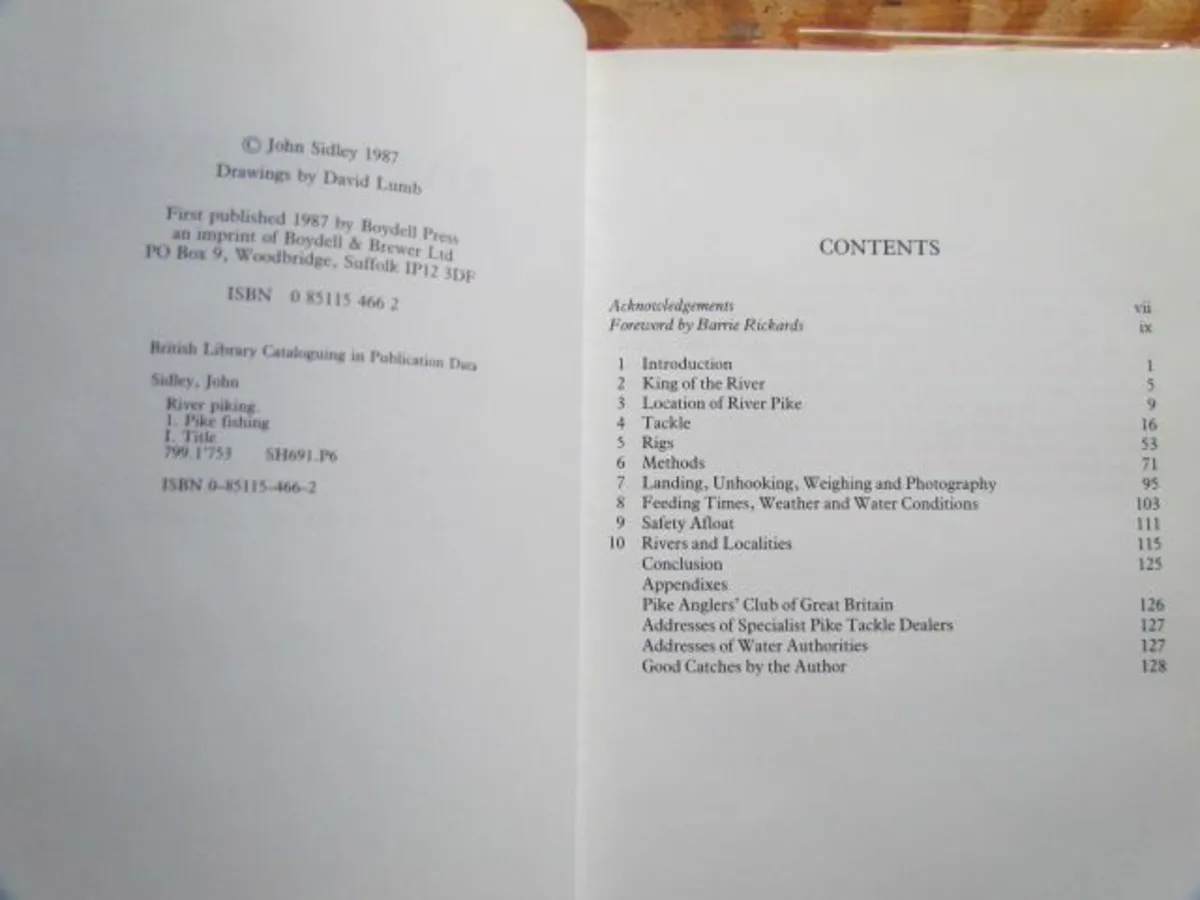 © John Sidley 1987
Drawings by David Lumb
First published 1987 by Boydell Press
an imprint of Boydell & Brewer Ltd
PO Box 9, Woodbridge, Suffolk IP12 3DF
ISBN 0 85115 466 2
British Library Cataloguing in Publication Data
Sidley, John
River piking.
1. Pike fishing
I. Title
799.1'753 SH691.P6
ISBN 0-85115-466-2
CONTENTS
Acknowledgements vii
Foreword by Barrie Rickards ix
1 Introduction 1
2 King of the River 5
3 Location of River Pike 9
4 Tackle 16
5 Rigs 53
6 Methods 71
7 Landing, Unhooking, Weighing and Photography 95
8 Feeding Times, Weather and Water Conditions 103
9 Safety Afloat 111
10 Rivers and Localities 115
Conclusion 125
Appendixes
Pike Anglers' Club of Great Britain 126
Addresses of Specialist Pike Tackle Dealers 127
Addresses of Water Authorities 127
Good Catches by the Author 128